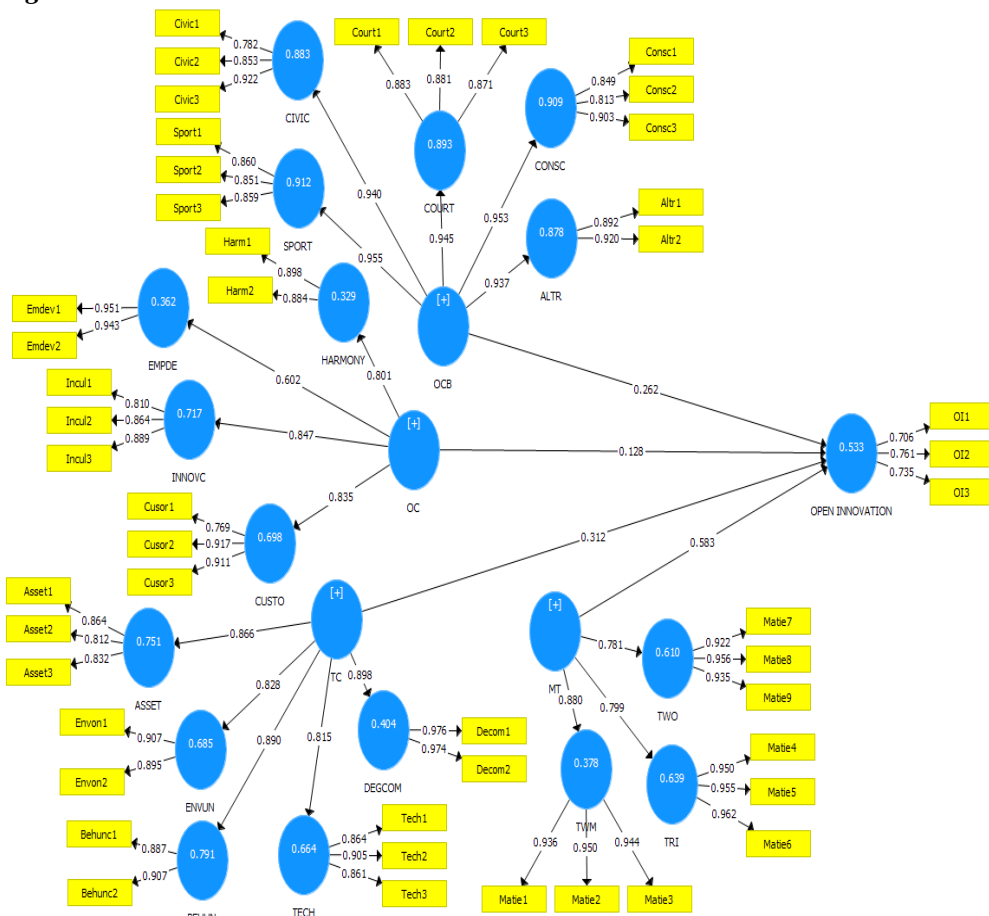 Civic1
Civic2
Civic3
0.782
0.853
0.922
0.883
CIVIC
Court1
Court2
Court3
0.883
0.881
0.871
0.893
COURT
Consc1
Consc2
Consc3
0.849
0.813
0.903
0.909
CONSC
Sport1
Sport2
Sport3
0.860
0.851
0.859
0.912
SPORT
0.940
0.945
0.953
0.955
0.937
Altr1
Altr2
0.892
0.920
0.878
ALTR
Harm1
Harm2
0.898
0.884
0.329
HARMONY
[+]
OCB
Emdev1
Emdev2
0.951
0.943
0.362
EMPDE
0.602
0.801
0.262
Incul1
Incul2
Incul3
0.810
0.864
0.889
0.717
INNOVC
0.847
[+]
OC
0.128
0.835
0.533
OPEN INNOVATION
0.706
0.761
0.735
OI1
OI2
OI3
Cusor1
Cusor2
Cusor3
0.769
0.917
0.911
0.698
CUSTO
0.312
0.583
Asset1
Asset2
Asset3
0.864
0.812
0.832
0.751
ASSET
0.866
[+]
TC
0.828
0.890
0.815
0.898
[+]
MT
0.781
0.880
0.799
0.610
TWO
0.922
0.956
0.935
Matie7
Matie8
Matie9
Envon1
Envon2
0.907
0.895
0.685
ENVUN
0.404
DEGCOM
0.976
0.974
Decom1
Decom2
0.378
TWM
0.936
0.950
0.944
Matie1
Matie2
Matie3
0.639
TRI
0.950
0.955
0.962
Matie4
Matie5
Matie6
Behunc1
Behunc2
0.887
0.907
0.791
0.664
TECH
0.864
0.905
0.861
Tech1
Tech2
Tech3